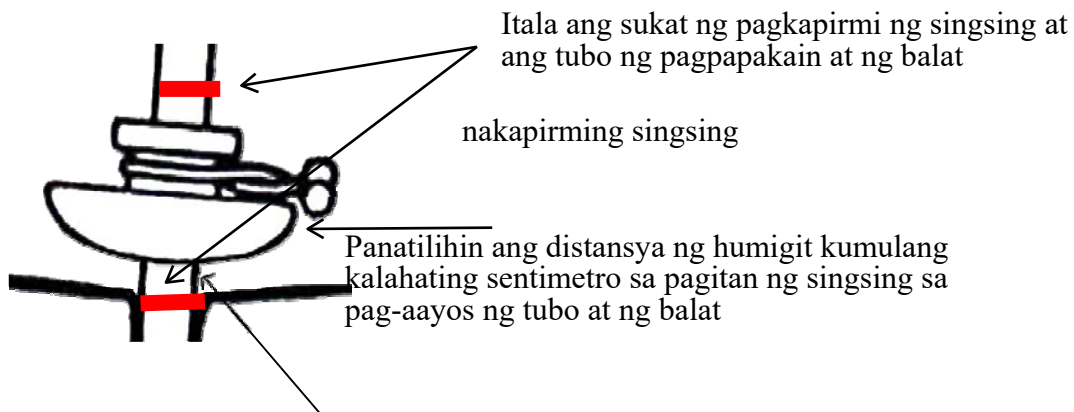 Itala ang sukat ng pagkapirmi ng singsing at
ang tubo ng pagpapakain at ng balat
nakapirming singsing
Panatilihin ang distansya ng humigit kumulang
kalahating sentimetro sa pagitan ng singsing sa
pag-aayos ng tubo at ng balat